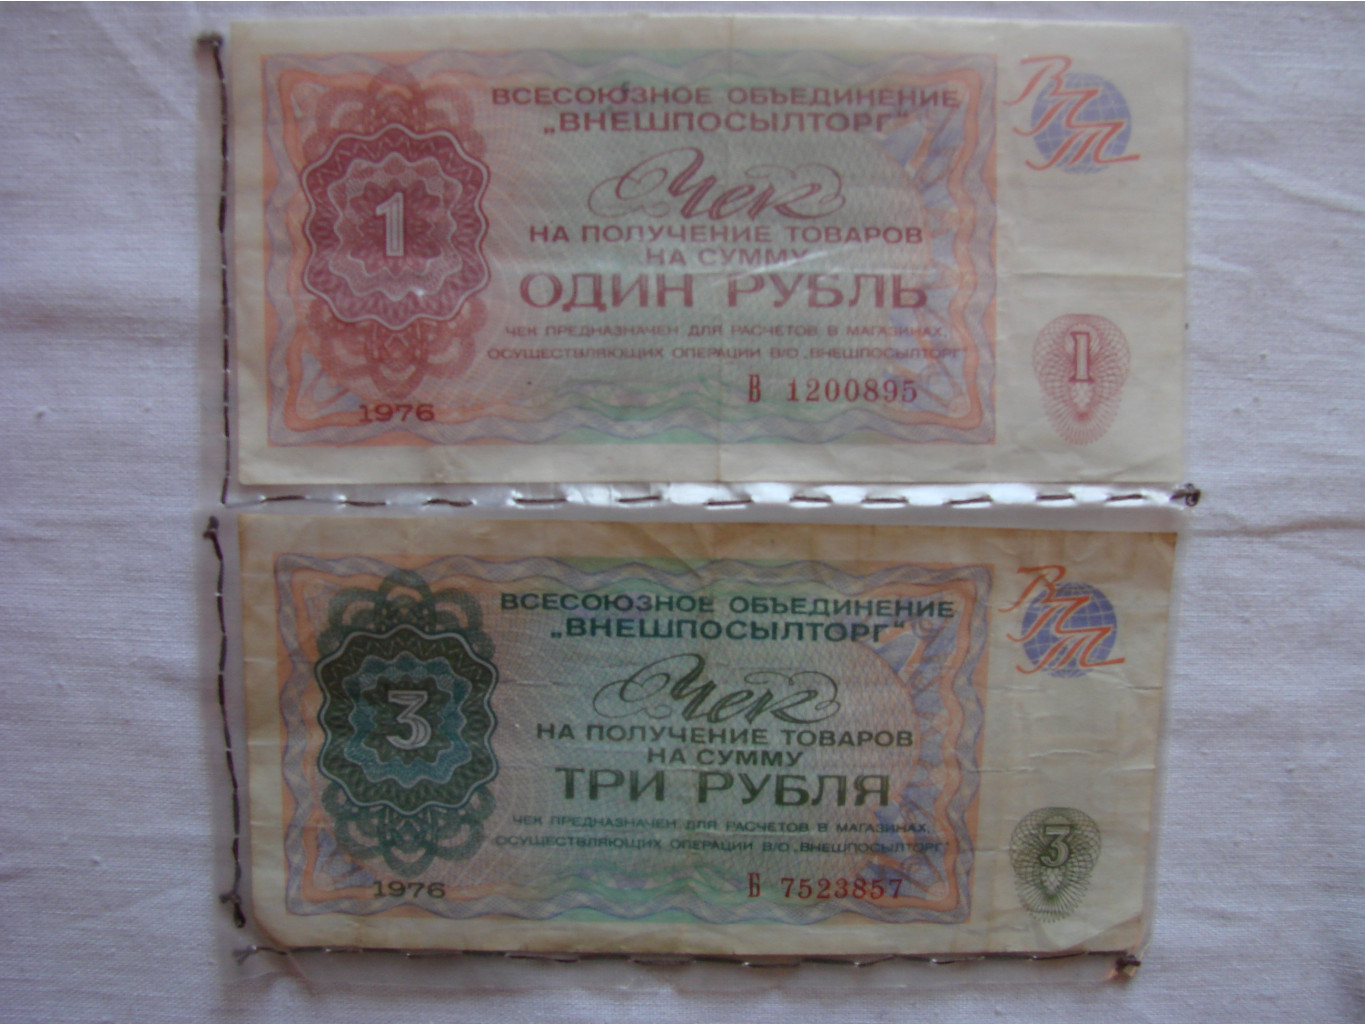 ВСЕСОЮЗНОЕ ОБЪЕДИНЕНИЕ
„ВНЕШПОСЫЛТОРГ"
ВПТ
1
Чек
НА ПОЛУЧЕНИЕ ТОВАРОВ
НА СУММУ
ОДИН РУБЛЬ
ЧЕК ПРЕДНАЗНАЧЕН ДЛЯ РАСЧЕТОВ В МАГАЗИНАХ,
ОСУЩЕСТВЛЯЮЩИХ ОПЕРАЦИИ В/О „ВНЕШПОСЫЛТОРГ"
1
В 1200895
1976
ВСЕСОЮЗНОЕ ОБЪЕДИНЕНИЕ
„ВНЕШПОСЫЛТОРГ"
ВПТ
3
Чек
НА ПОЛУЧЕНИЕ ТОВАРОВ
НА СУММУ
ТРИ РУБЛЯ
ЧЕК ПРЕДНАЗНАЧЕН ДЛЯ РАСЧЕТОВ В МАГАЗИНАХ,
ОСУЩЕСТВЛЯЮЩИХ ОПЕРАЦИИ В/О „ВНЕШПОСЫЛТОРГ"
3
Б 7523857
1976